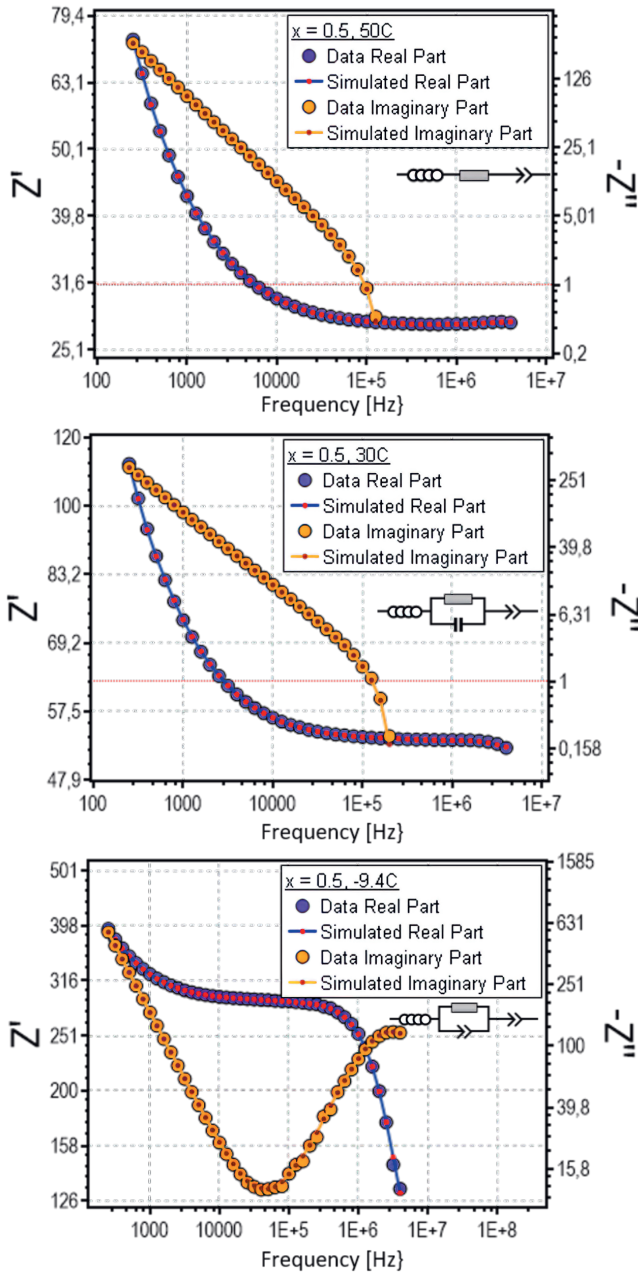 79,4
63,1
50,1
39,8
31,6
25,1
Z'
x = 0.5, 50C
Data Real Part
Simulated Real Part
Data Imaginary Part
Simulated Imaginary Part
126
25,1
5,01
1
0,2
-Z"
100 1000 10000 1E+5 1E+6 1E+7
Frequency [Hz}
120
100
83,2
69,2
57,5
47,9
Z'
x = 0.5, 30C
Data Real Part
Simulated Real Part
Data Imaginary Part
Simulated Imaginary Part
251
39,8
6,31
1
0,158
-Z"
100 1000 10000 1E+5 1E+6 1E+7
Frequency [Hz}
501
398
316
251
200
158
126
Z'
x = 0.5, -9.4C
Data Real Part
Simulated Real Part
Data Imaginary Part
Simulated Imaginary Part
1585
631
251
100
39,8
15,8
-Z"
1000 10000 1E+5 1E+6 1E+7 1E+8
Frequency [Hz}